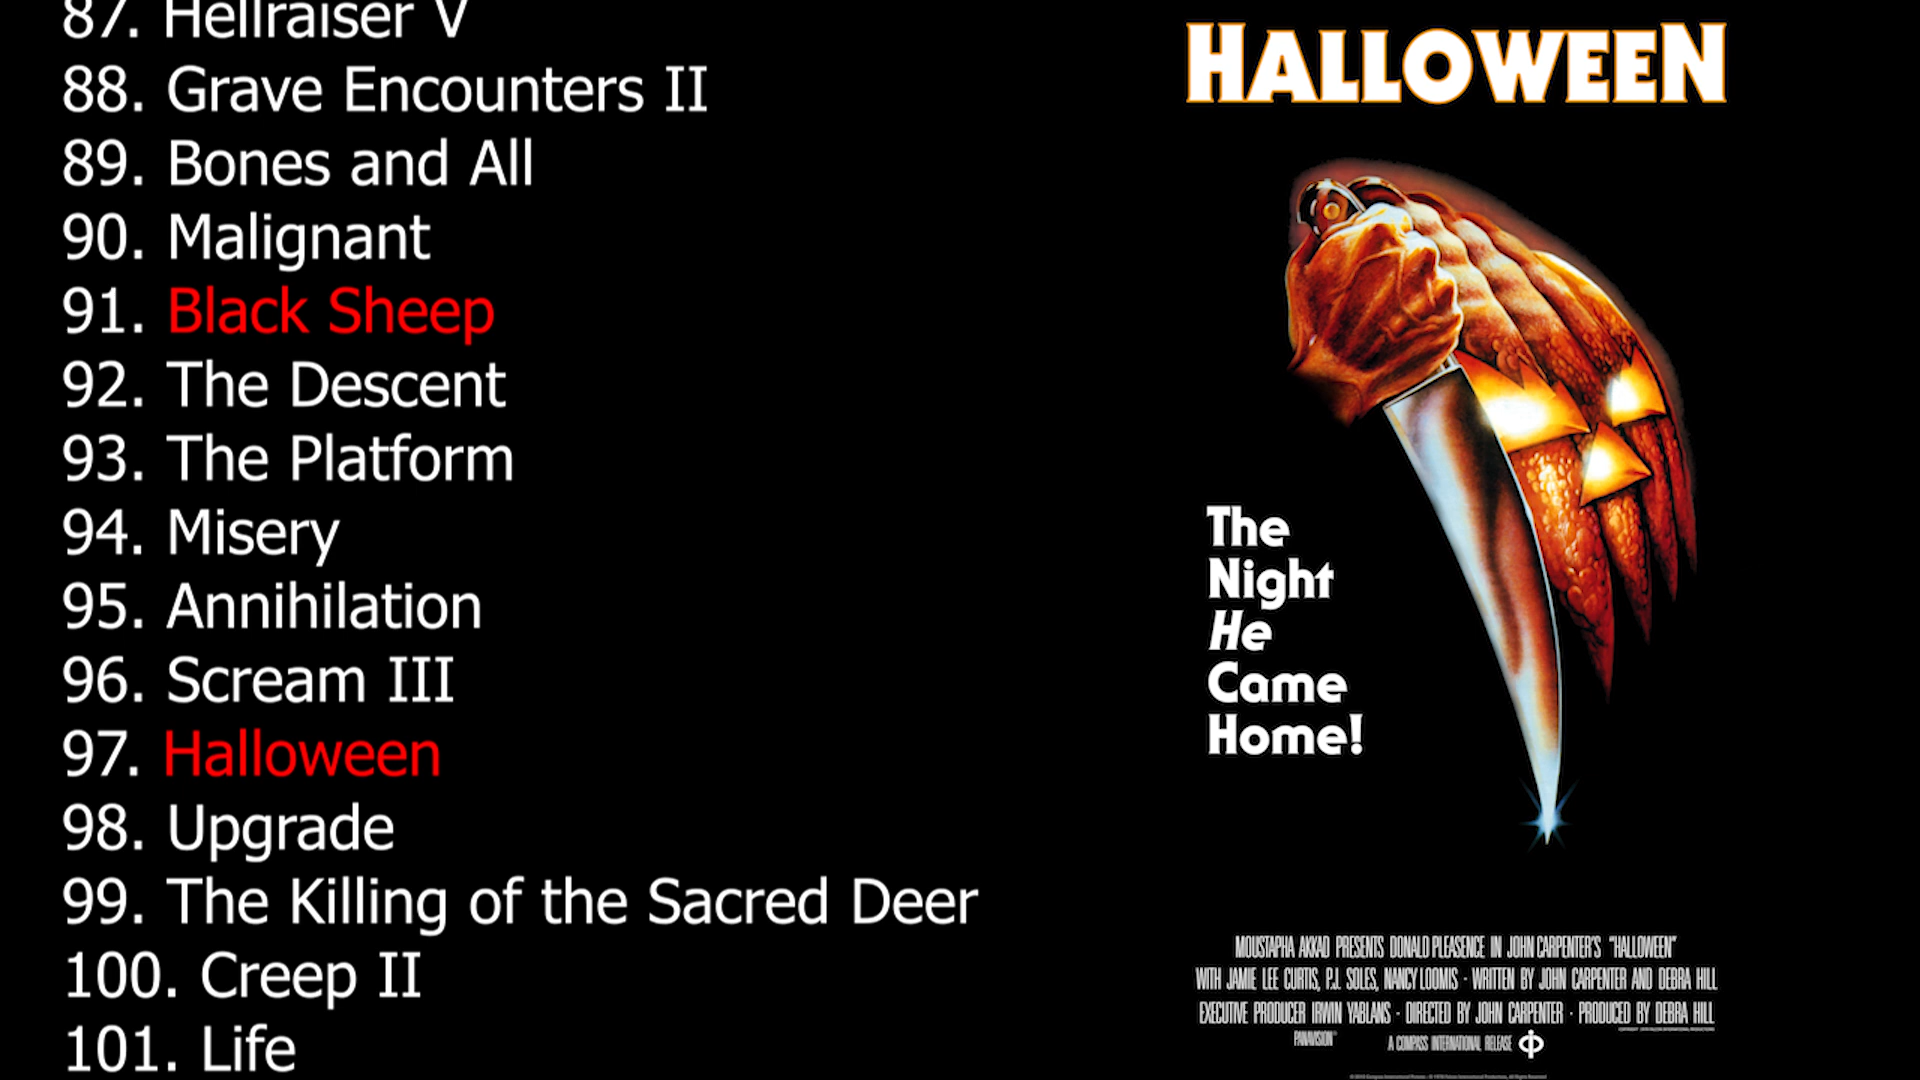 87. Hellraiser V
88. Grave Encounters II
89. Bones and All
90. Malignant
91. Black Sheep
92. The Descent
93. The Platform
94. Misery
95. Annihilation
96. Scream III
97. Halloween
98. Upgrade
99. The Killing of the Sacred Deer
100. Creep II
101. Life
HALLOWEEN
The
Night
He
Came
Home!
MOUSTAPHA AKKAD PRESENTS DONALD PLEASENCE IN JOHN CARPENTER'S "HALLOWEEN"
WITH JAMIE LEE CURTIS, P.J. SOLES, NANCY LOOMIS · WRITTEN BY JOHN CARPENTER AND DEBRA HILL
EXECUTIVE PRODUCER IRWIN YABLANS · DIRECTED BY JOHN CARPENTER · PRODUCED BY DEBRA HILL
PANAVISION® A COMPASS INTERNATIONAL RELEASE